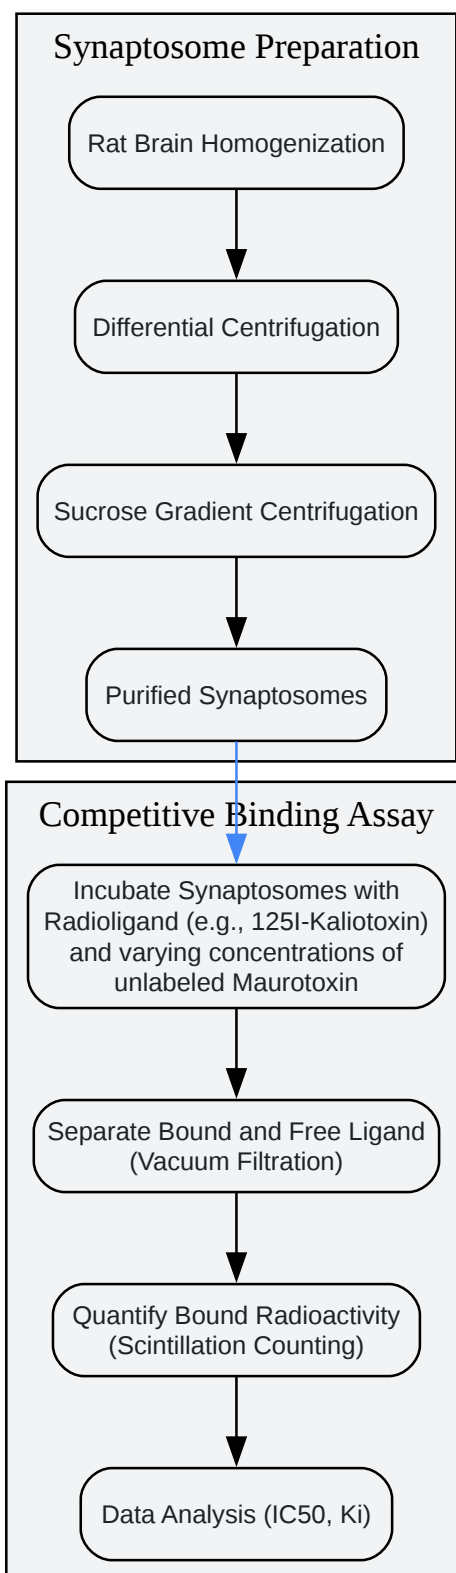 Synaptosome Preparation
Rat Brain Homogenization
Differential Centrifugation
Sucrose Gradient Centrifugation
Purified Synaptosomes
Competitive Binding Assay
Incubate Synaptosomes with
Radioligand (e.g., 125I-Kaliotoxin)
and varying concentrations of
unlabeled Maurotoxin
Separate Bound and Free Ligand
(Vacuum Filtration)
Quantify Bound Radioactivity
(Scintillation Counting)
Data Analysis (IC50, Ki)